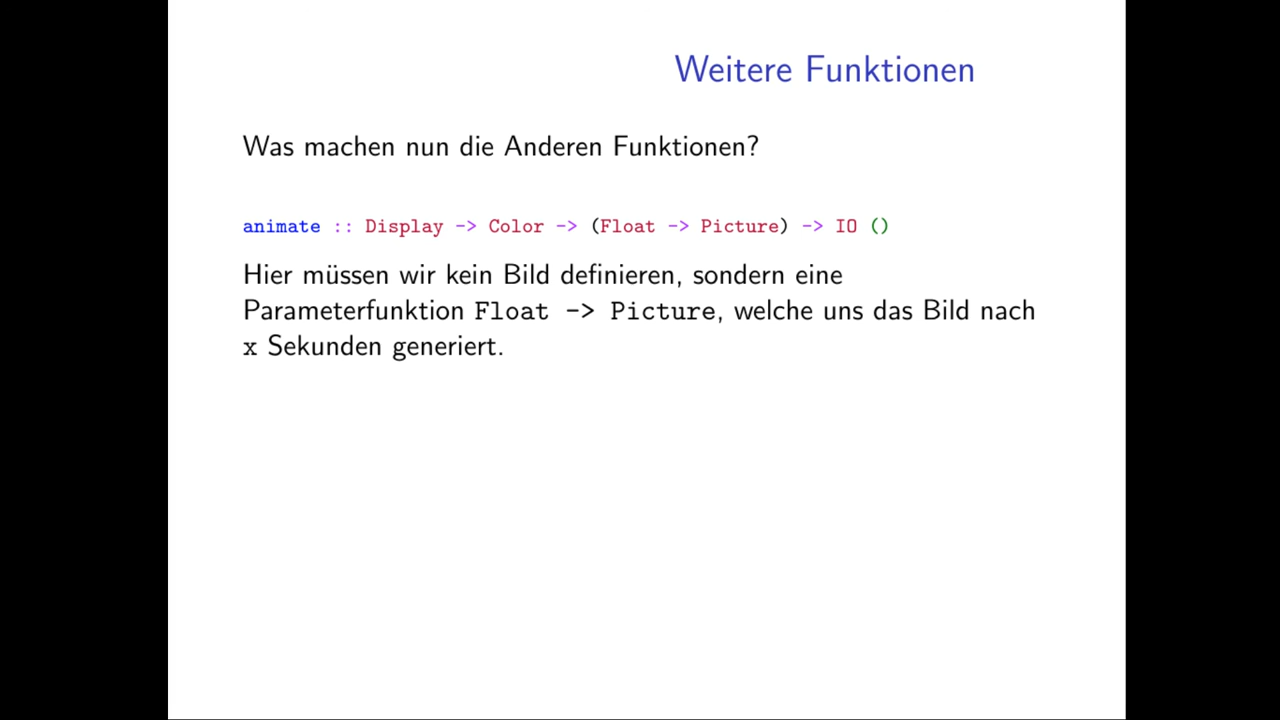 Weitere Funktionen
Was machen nun die Anderen Funktionen?
animate :: Display -> Color -> (Float -> Picture) -> IO ()
Hier müssen wir kein Bild definieren, sondern eine
Parameterfunktion Float -> Picture, welche uns das Bild nach
x Sekunden generiert.